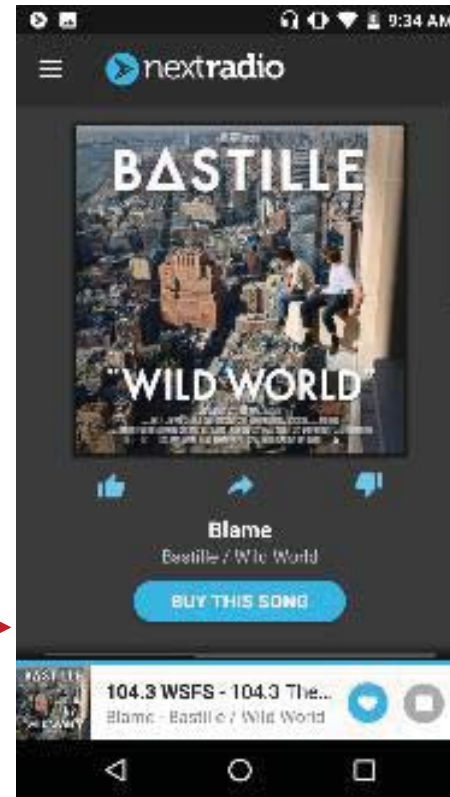 9:34 AM
nextradio
BASTILLE
"WILD WORLD"
Blame
Bastille / Wild World
BUY THIS SONG
BASTILLE
104.3 WSFS - 104.3 The...
Blame - Bastille / Wild World